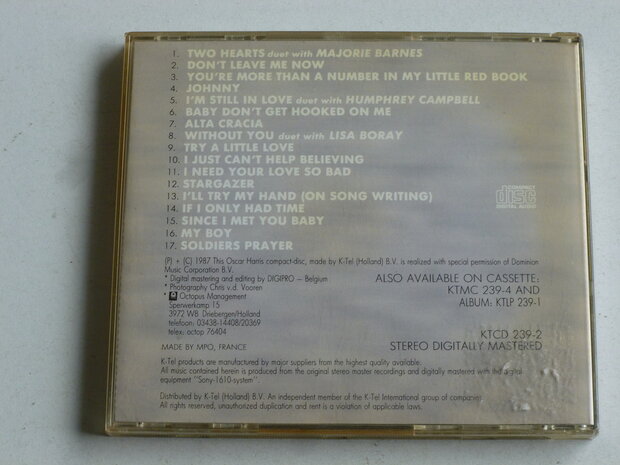 1. TWO HEARTS duet with MAJORIE BARNES
2. DON'T LEAVE ME NOW
3. YOU'RE MORE THAN A NUMBER IN MY LITTLE RED BOOK
4. JOHNNY
5. I'M STILL IN LOVE duet with HUMPHREY CAMPBELL
6. BABY DON'T GET HOOKED ON ME
7. ALTA CRACIA
8. WITHOUT YOU duet with LISA BORAY
9. TRY A LITTLE LOVE
10. I JUST CAN'T HELP BELIEVING
11. I NEED YOUR LOVE SO BAD
12. STARGAZER
13. I'LL TRY MY HAND (ON SONG WRITING)
14. IF I ONLY HAD TIME
15. SINCE I MET YOU BABY
16. MY BOY
17. SOLDIERS PRAYER
COMPACT
disc
DIGITAL AUDIO
(P) + (C) 1987 This Oscar Harris compact-disc, made by K-Tel (Holland) B.V. is realized with special permission of Dominion
Music Corporation B.V.
* Digital mastering and editing by DIGIPRO – Belgium
* Photography Chris v.d. Vooren
* Octopus Management
Sperwerkamp 15
3972 WB Driebergen/Holland
telefoon: 03438-14408/20369
telex: octop 76404
ALSO AVAILABLE ON CASSETTE:
KTMC 239-4 AND
ALBUM: KTLP 239-1
KTCD 239-2
STEREO DIGITALLY MASTERED
MADE BY MPO, FRANCE
K-Tel products are manufactured by major suppliers from the highest quality available.
All music contained herein is produced from the original stereo master recordings and digitally mastered with the digital
equipment "Sony-1610-system".
Distributed by K-Tel (Holland) B.V. An independent member of the K-Tel International group of companies
All rights reserved, unauthorized duplication and rent is a violation of applicable laws.